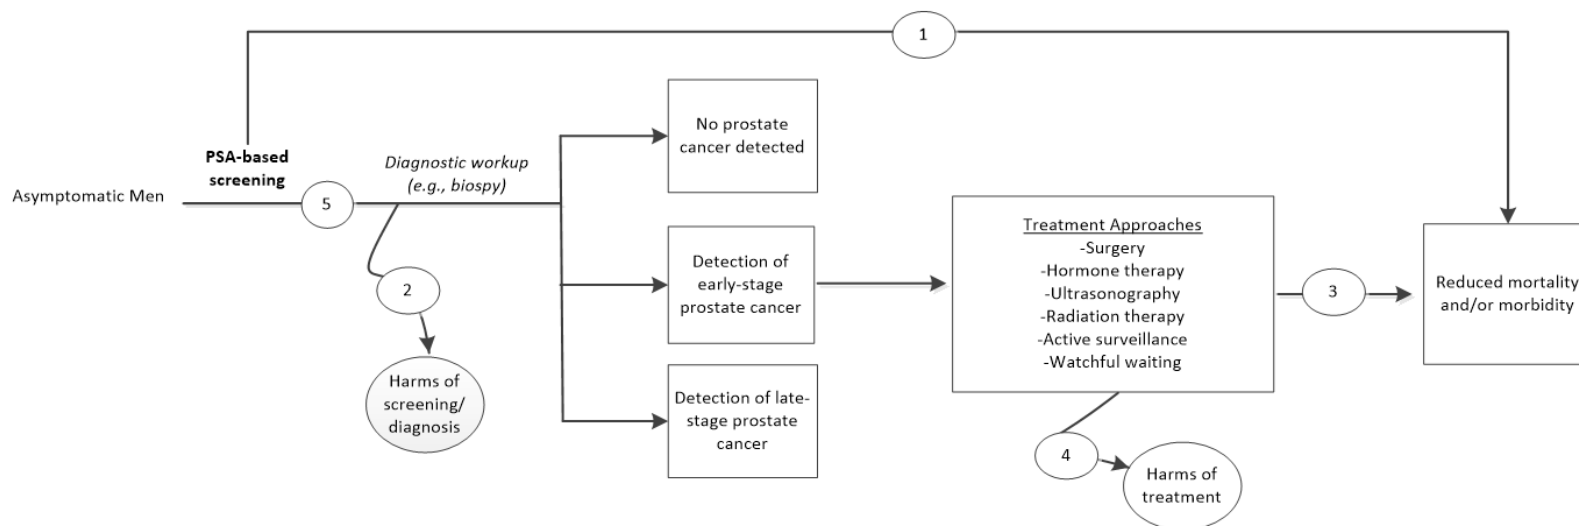 1
PSA-based
screening
Asymptomatic Men
5
Diagnostic workup
(e.g., biospy)
2
Harms of
screening/
diagnosis
No prostate
cancer detected
Detection of
early-stage
prostate cancer
Detection of late-
stage prostate
cancer
Treatment Approaches
-Surgery
-Hormone therapy
-Ultrasonography
-Radiation therapy
-Active surveillance
-Watchful waiting
4
Harms of
treatment
3
Reduced mortality
and/or morbidity